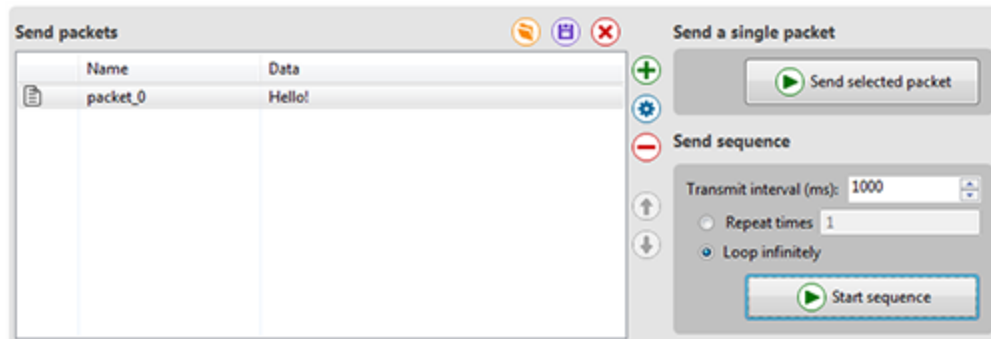 Send packets
Name Data
packet_0 Hello!
Send a single packet
Send selected packet
Send sequence
Transmit interval (ms): 1000
Repeat times 1
Loop infinitely
Start sequence